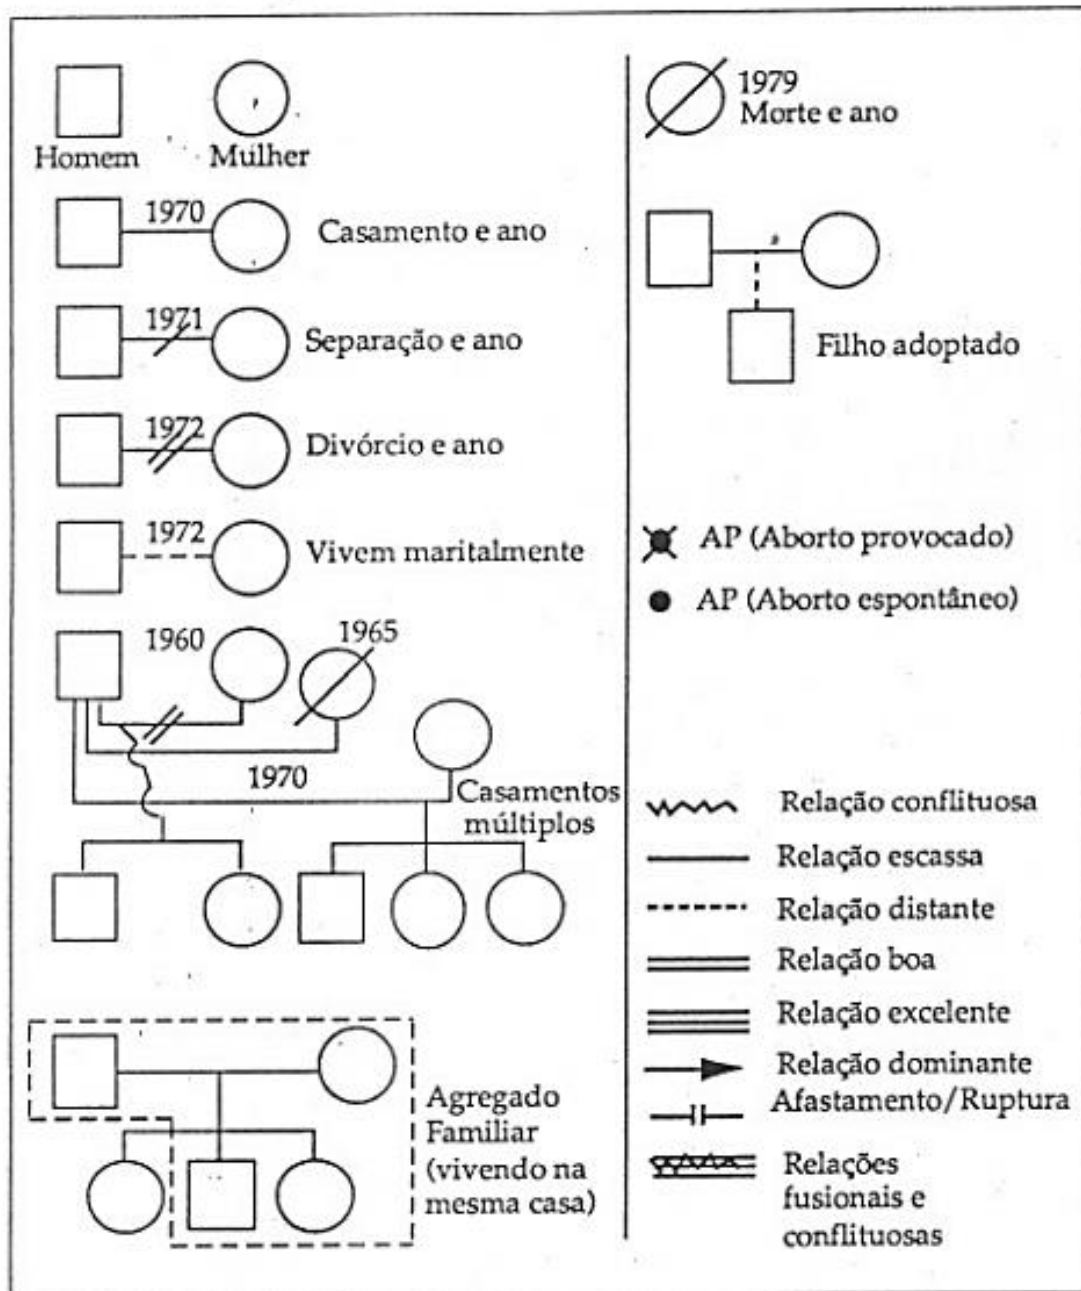 Homem
Mulher
1970
Casamento e ano
1971
Separação e ano
1972
Divórcio e ano
1972
Vivem maritalmente
1960
1965
1970
Casamentos
múltiplos
Agregado
Familiar
(vivendo na
mesma casa)
1979
Morte e ano
Filho adoptado
AP (Aborto provocado)
AP (Aborto espontâneo)
Relação conflituosa
Relação escassa
Relação distante
Relação boa
Relação excelente
Relação dominante
Afastamento/Ruptura
Relações
fusionais e
conflituosas